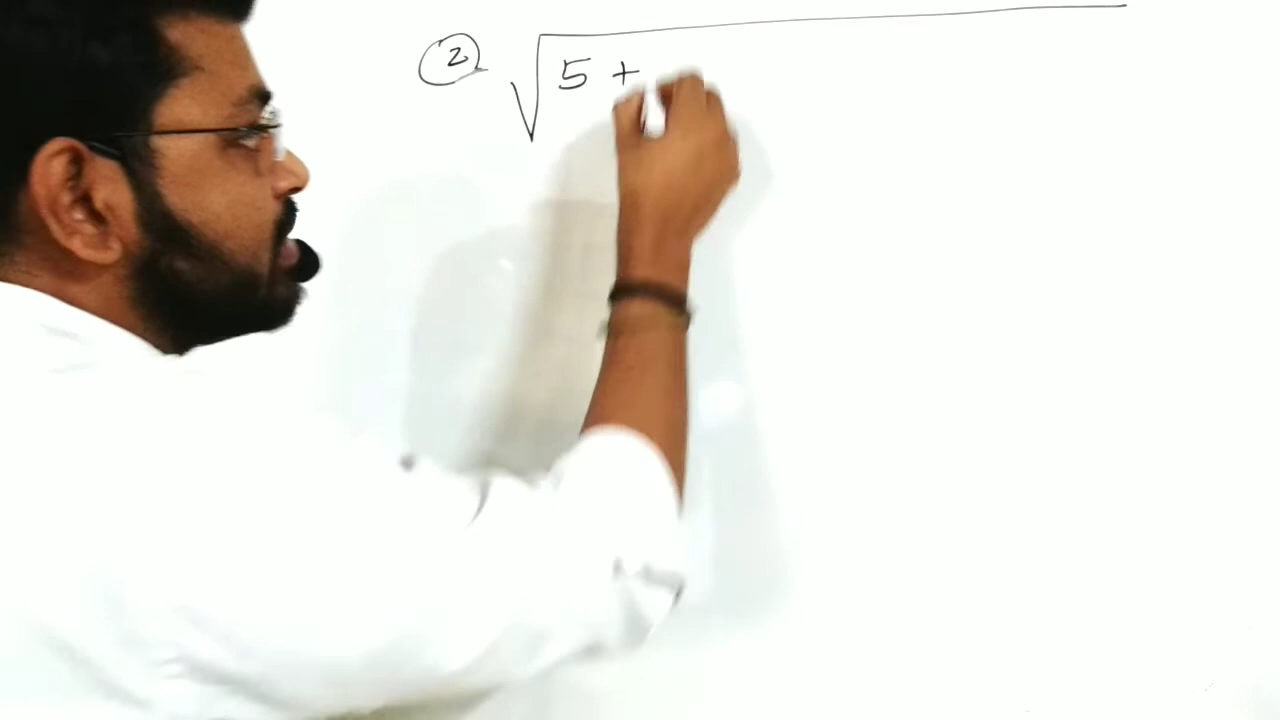 ② √5 +